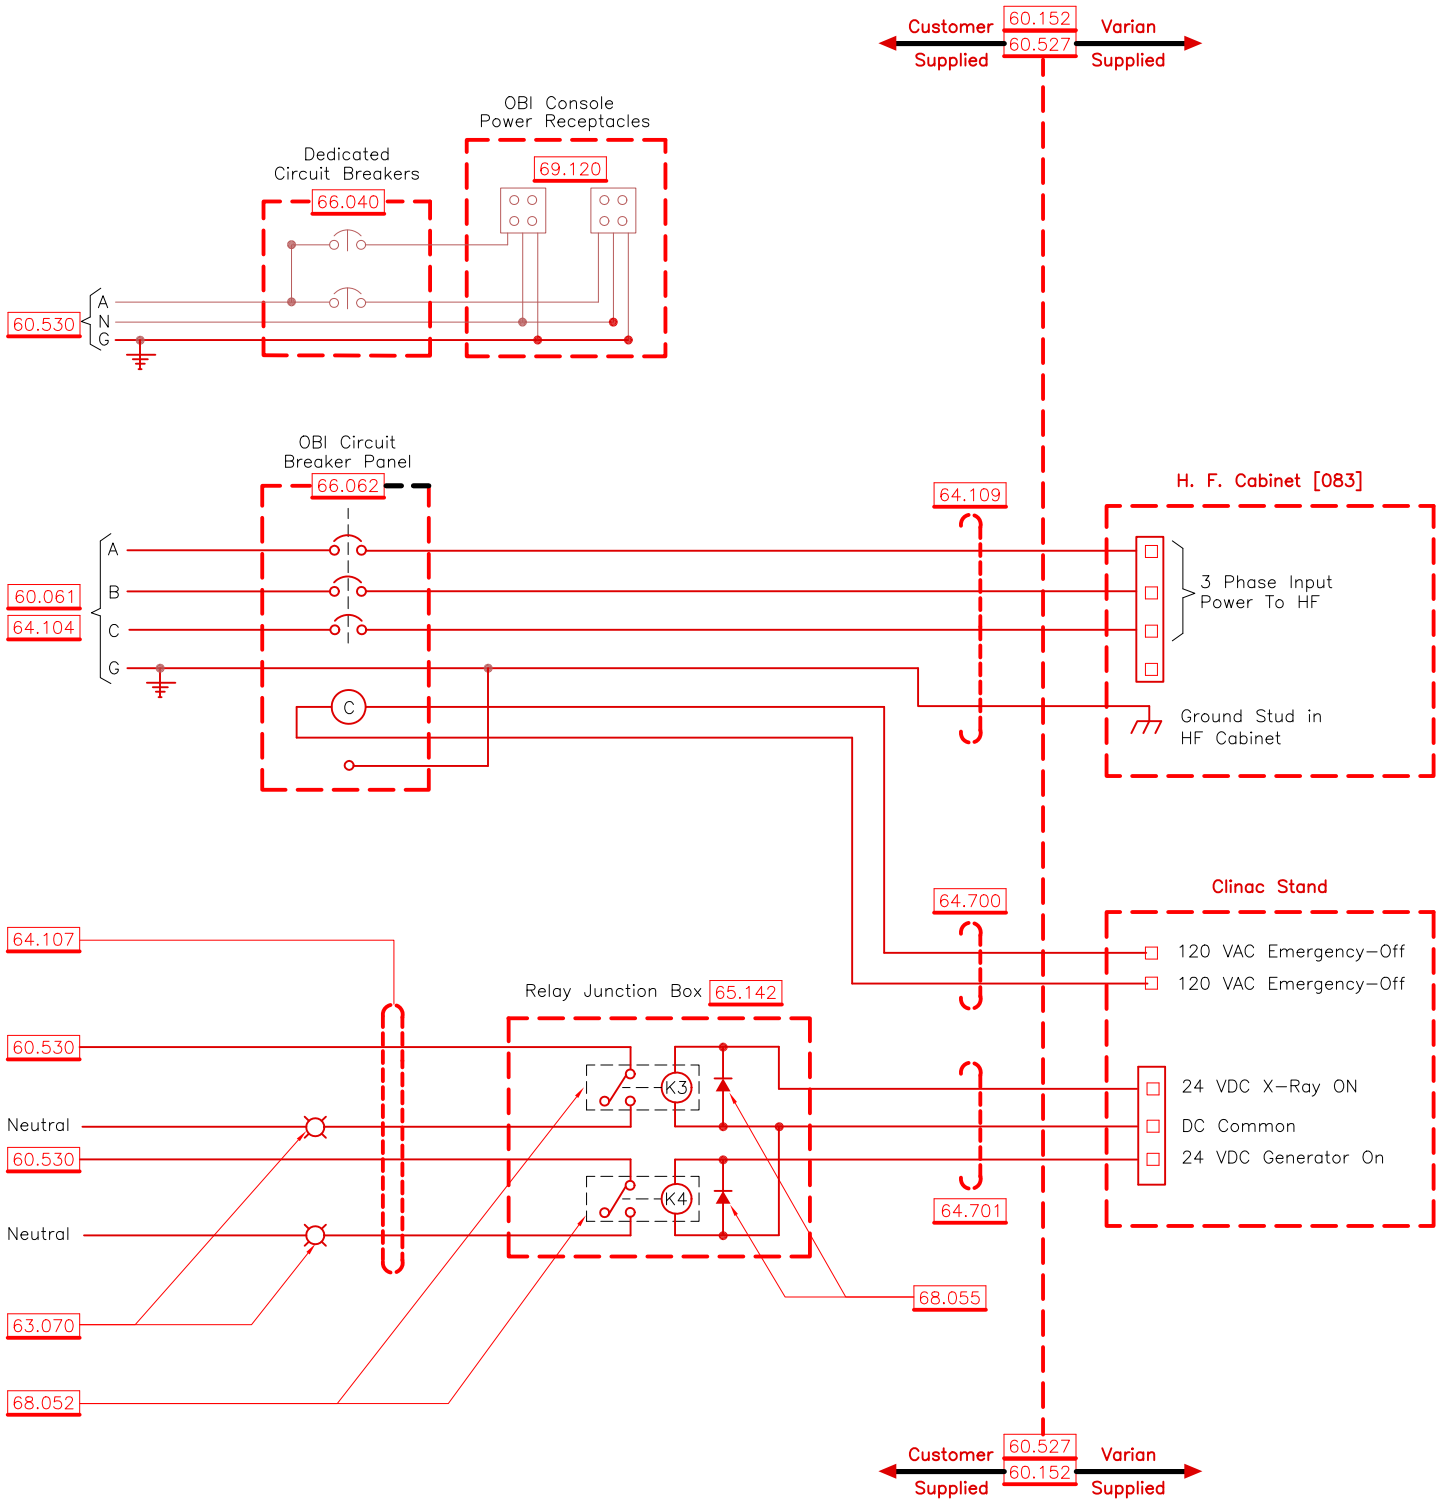 Customer
Supplied
60.152
60.527
Varian
Supplied
OBI Console
Power Receptacles
69.120
Dedicated
Circuit Breakers
66.040
60.530
A
N
G
OBI Circuit
Breaker Panel
66.062
64.109
H. F. Cabinet [083]
60.061
64.104
A
B
C
G
C
3 Phase Input
Power To HF
Ground Stud in
HF Cabinet
Clinac Stand
64.700
120 VAC Emergency-Off
120 VAC Emergency-Off
64.107
Relay Junction Box
65.142
60.530
K3
24 VDC X-Ray ON
Neutral
DC Common
60.530
24 VDC Generator On
K4
64.701
Neutral
68.055
63.070
68.052
Customer
Supplied
60.527
60.152
Varian
Supplied